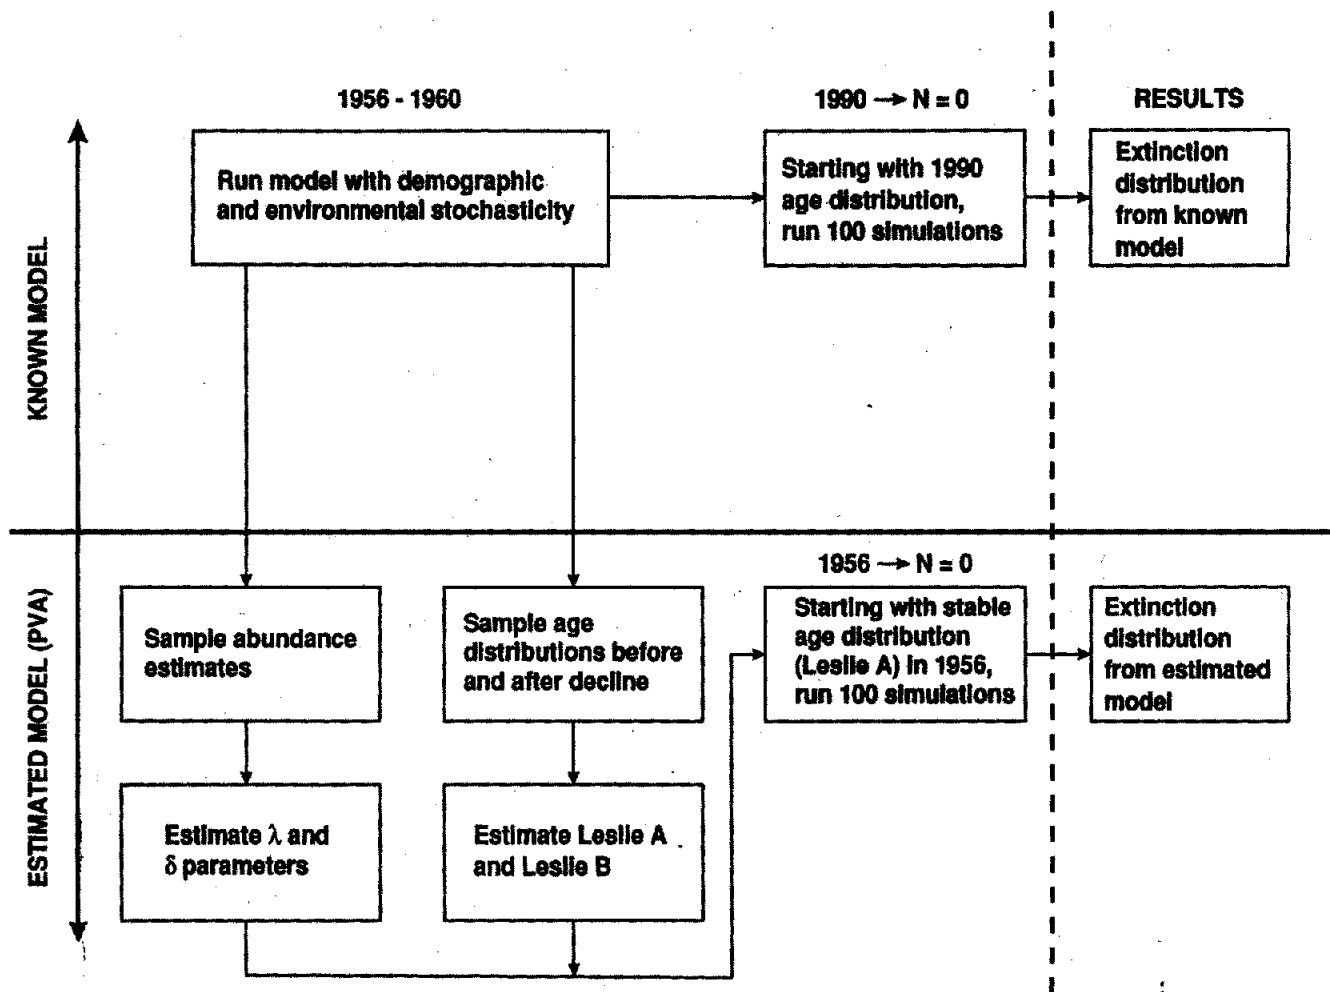 1956 - 1960
1990 → N = 0
RESULTS
KNOWN MODEL
Run model with demographic
and environmental stochasticity
Starting with 1990
age distribution,
run 100 simulations
Extinction
distribution
from known
model
ESTIMATED MODEL (PVA)
1956 → N = 0
Sample abundance
estimates
Sample age
distributions before
and after decline
Starting with stable
age distribution
(Leslie A) in 1956,
run 100 simulations
Extinction
distribution
from estimated
model
Estimate λ and
δ parameters
Estimate Leslie A
and Leslie B